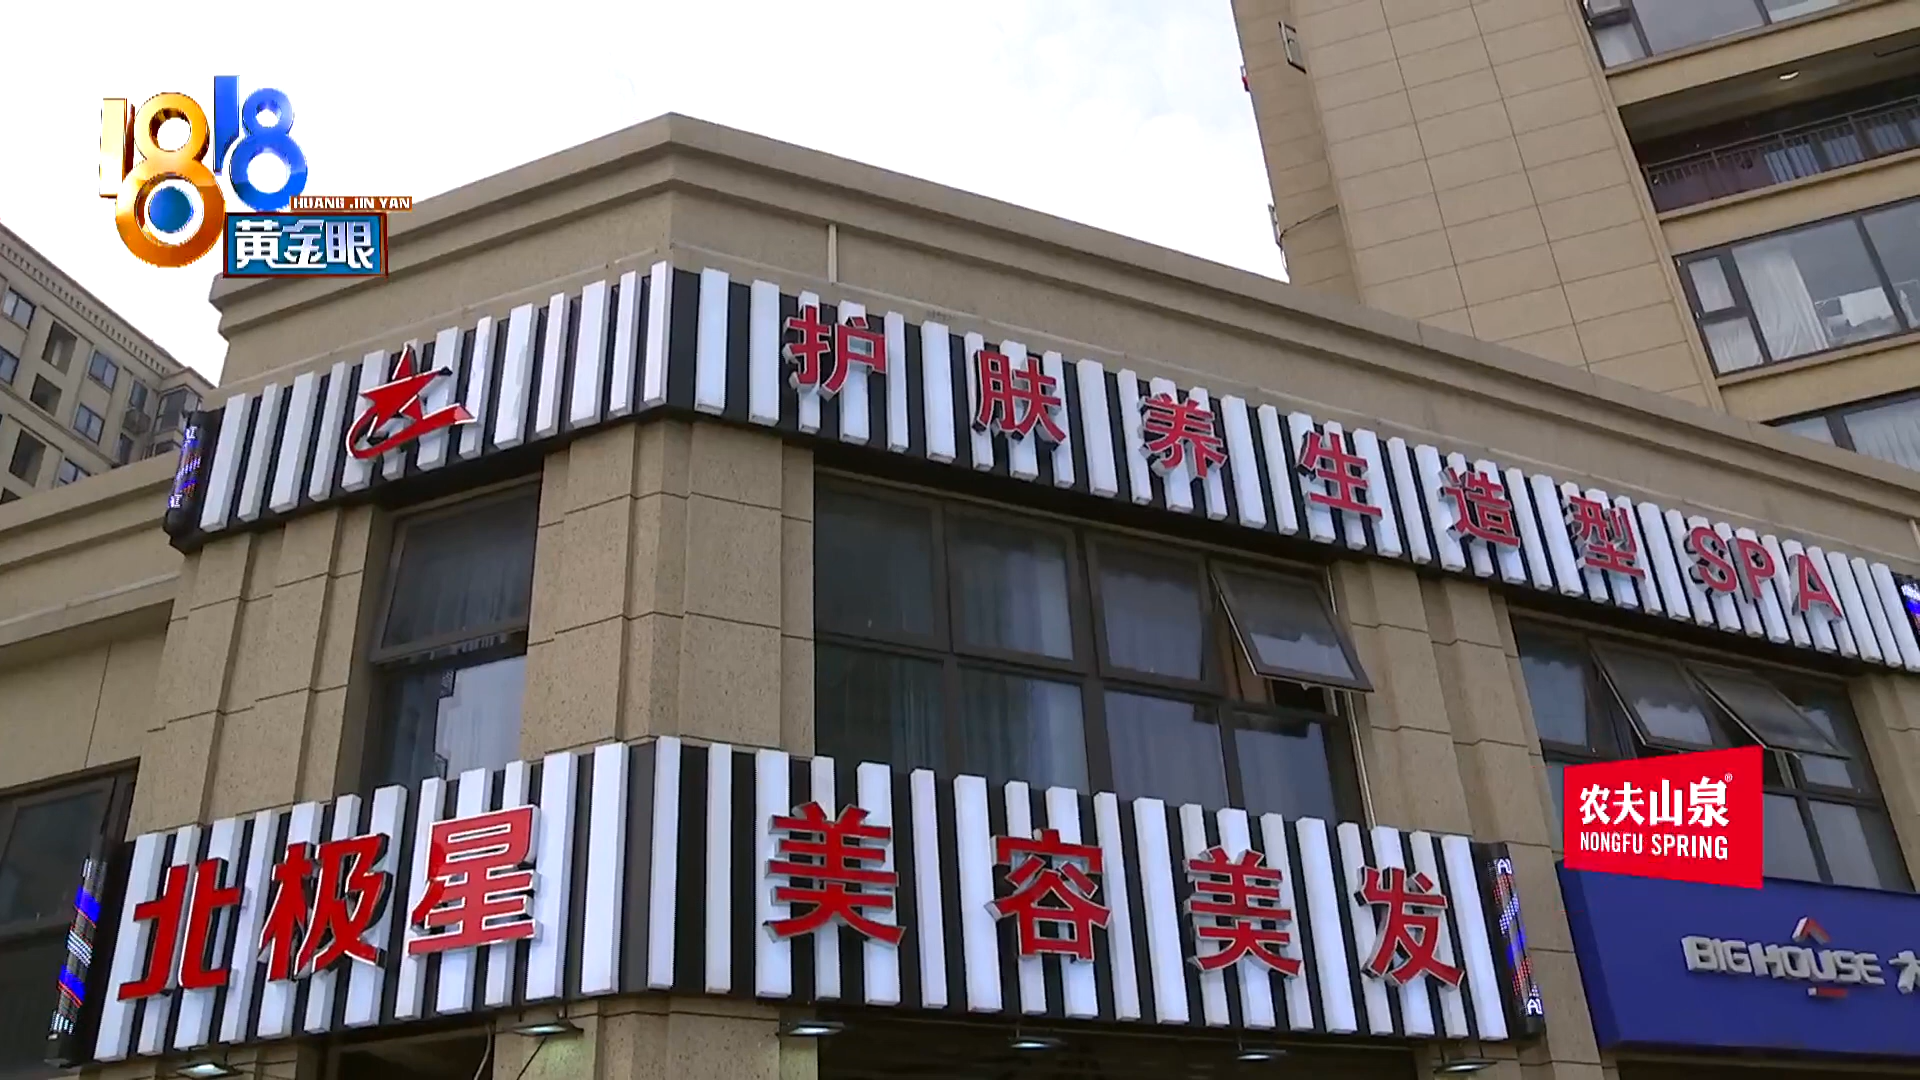 1818
HUANG JIN YAN
黄金眼
护肤养生造型SPA
北极星 美容美发
农夫山泉®
NONGFU SPRING
BIGHOUSE